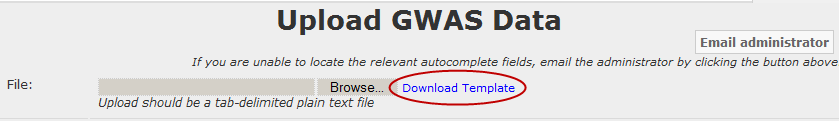 Upload GWAS Data
Email administrator
If you are unable to locate the relevant autocomplete fields, email the administrator by clicking the button above
File:
Browse... Download Template
Upload should be a tab-delimited plain text file